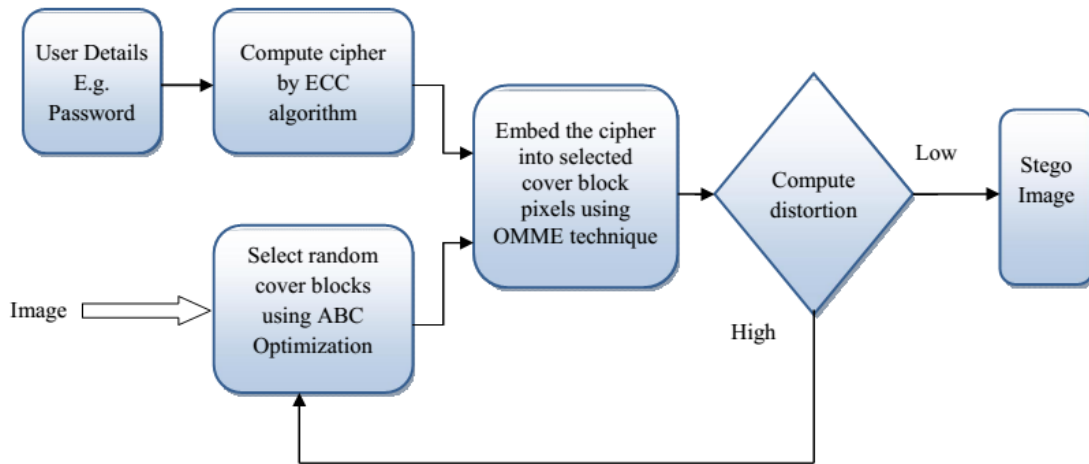 User Details
E.g.
Password
Compute cipher
by ECC
algorithm
Embed the cipher
into selected
cover block
pixels using
OMME technique
Compute
distortion
Low
Stego
Image
Image
Select random
cover blocks
using ABC
Optimization
High